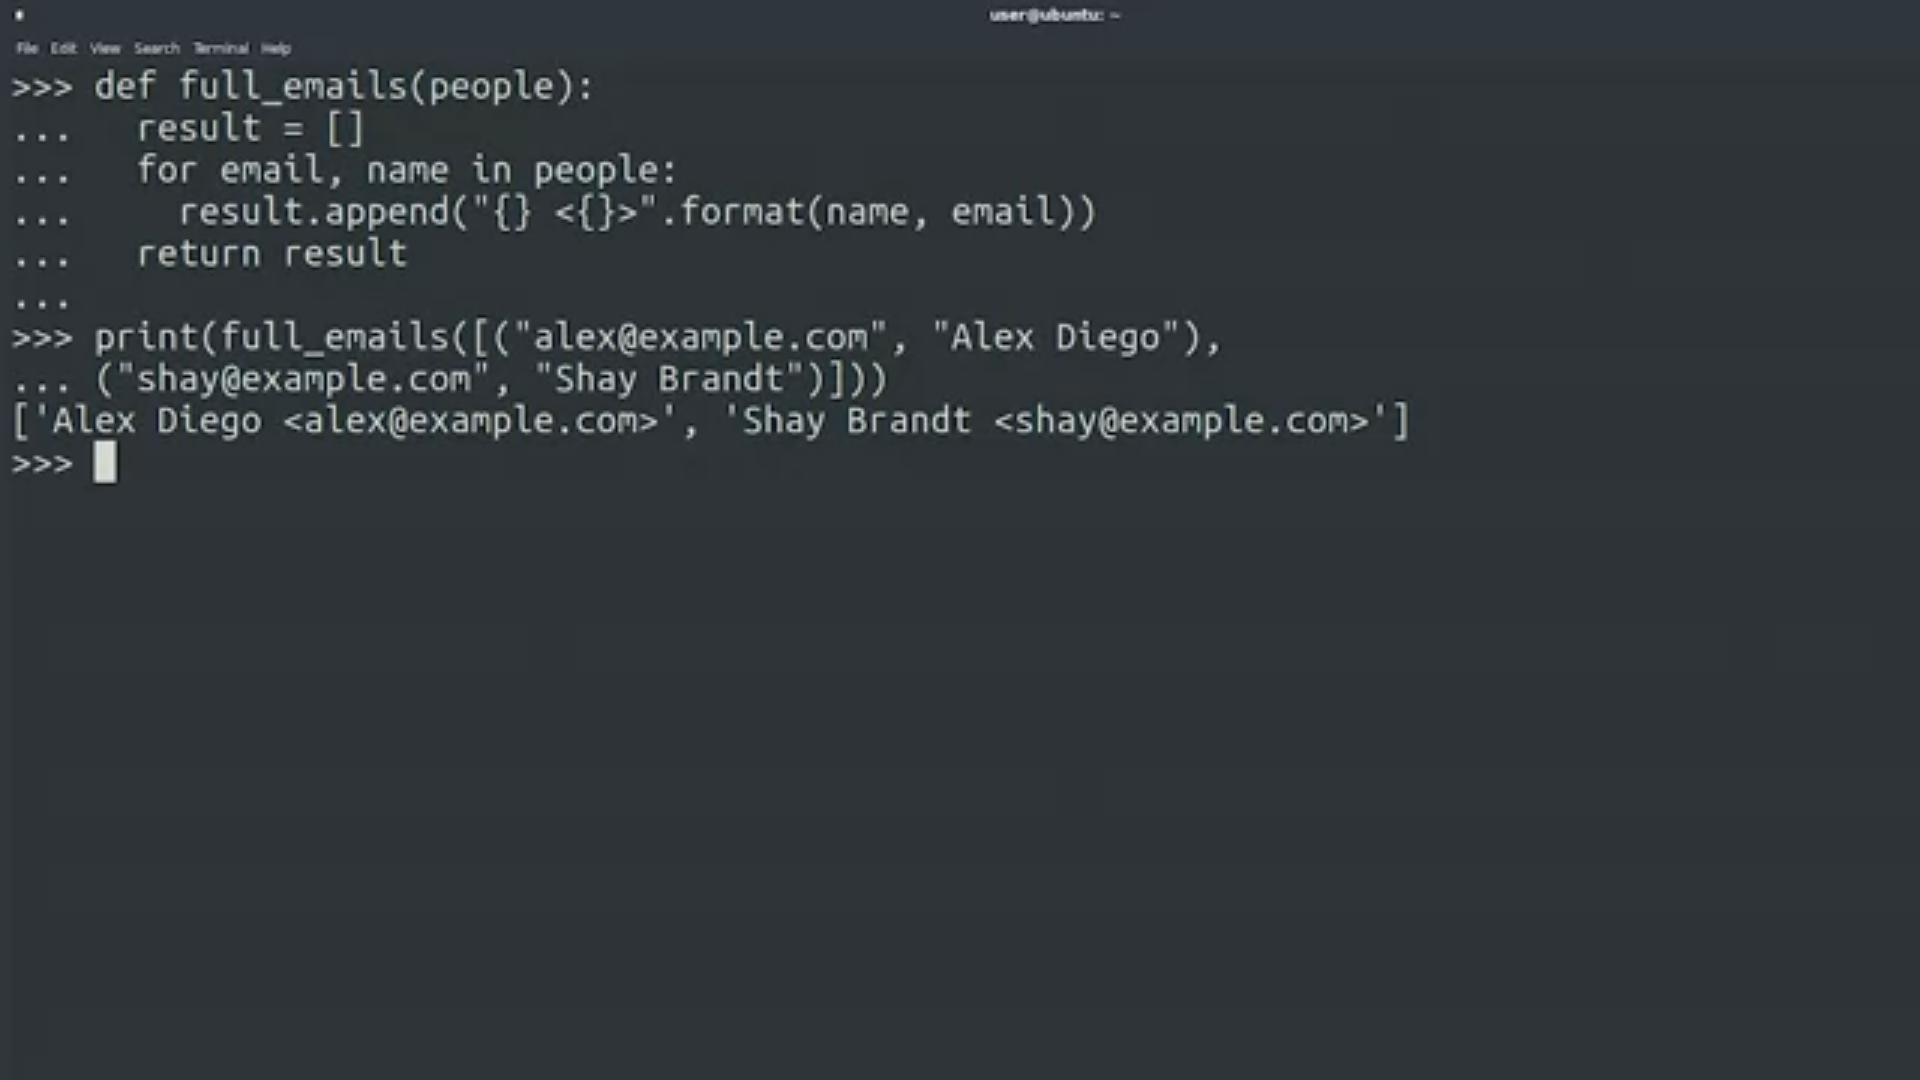 user@ubuntu: ~
File Edit View Search Terminal Help
>>> def full_emails(people):
...   result = []
...   for email, name in people:
...     result.append("{} <{}>".format(name, email))
...   return result
...
>>> print(full_emails([("alex@example.com", "Alex Diego"),
... ("shay@example.com", "Shay Brandt")]))
['Alex Diego <alex@example.com>', 'Shay Brandt <shay@example.com>']
>>>